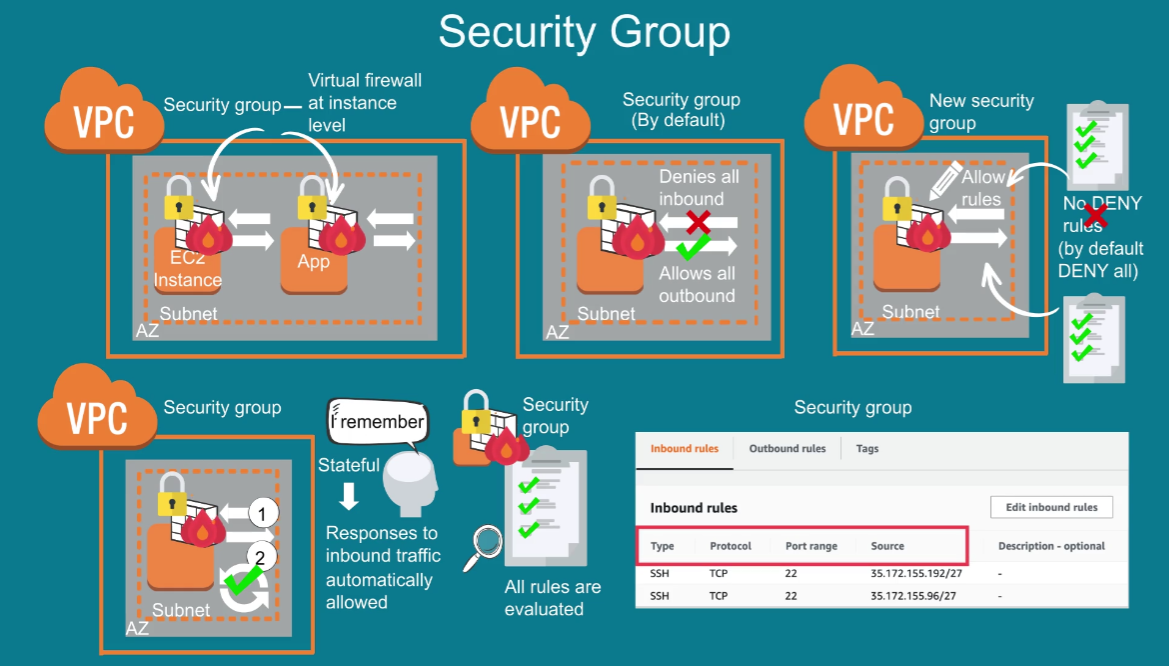 Security Group
VPC
Security group
Virtual firewall
at instance
level
EC2
Instance
App
Subnet
AZ
VPC
Security group
(By default)
Denies all
inbound
Allows all
outbound
Subnet
AZ
VPC
New security
group
Allow
rules
No DENY
rules
(by default
DENY all)
Subnet
AZ
VPC
Security group
1
2
Subnet
AZ
I remember
Stateful
Responses to
inbound traffic
automatically
allowed
Security
group
All rules are
evaluated
Security group
Inbound rules Outbound rules Tags
Inbound rules Edit inbound rules
Type Protocol Port range Source Description - optional
SSH TCP 22 35.172.155.192/27 -
SSH TCP 22 35.172.155.96/27 -